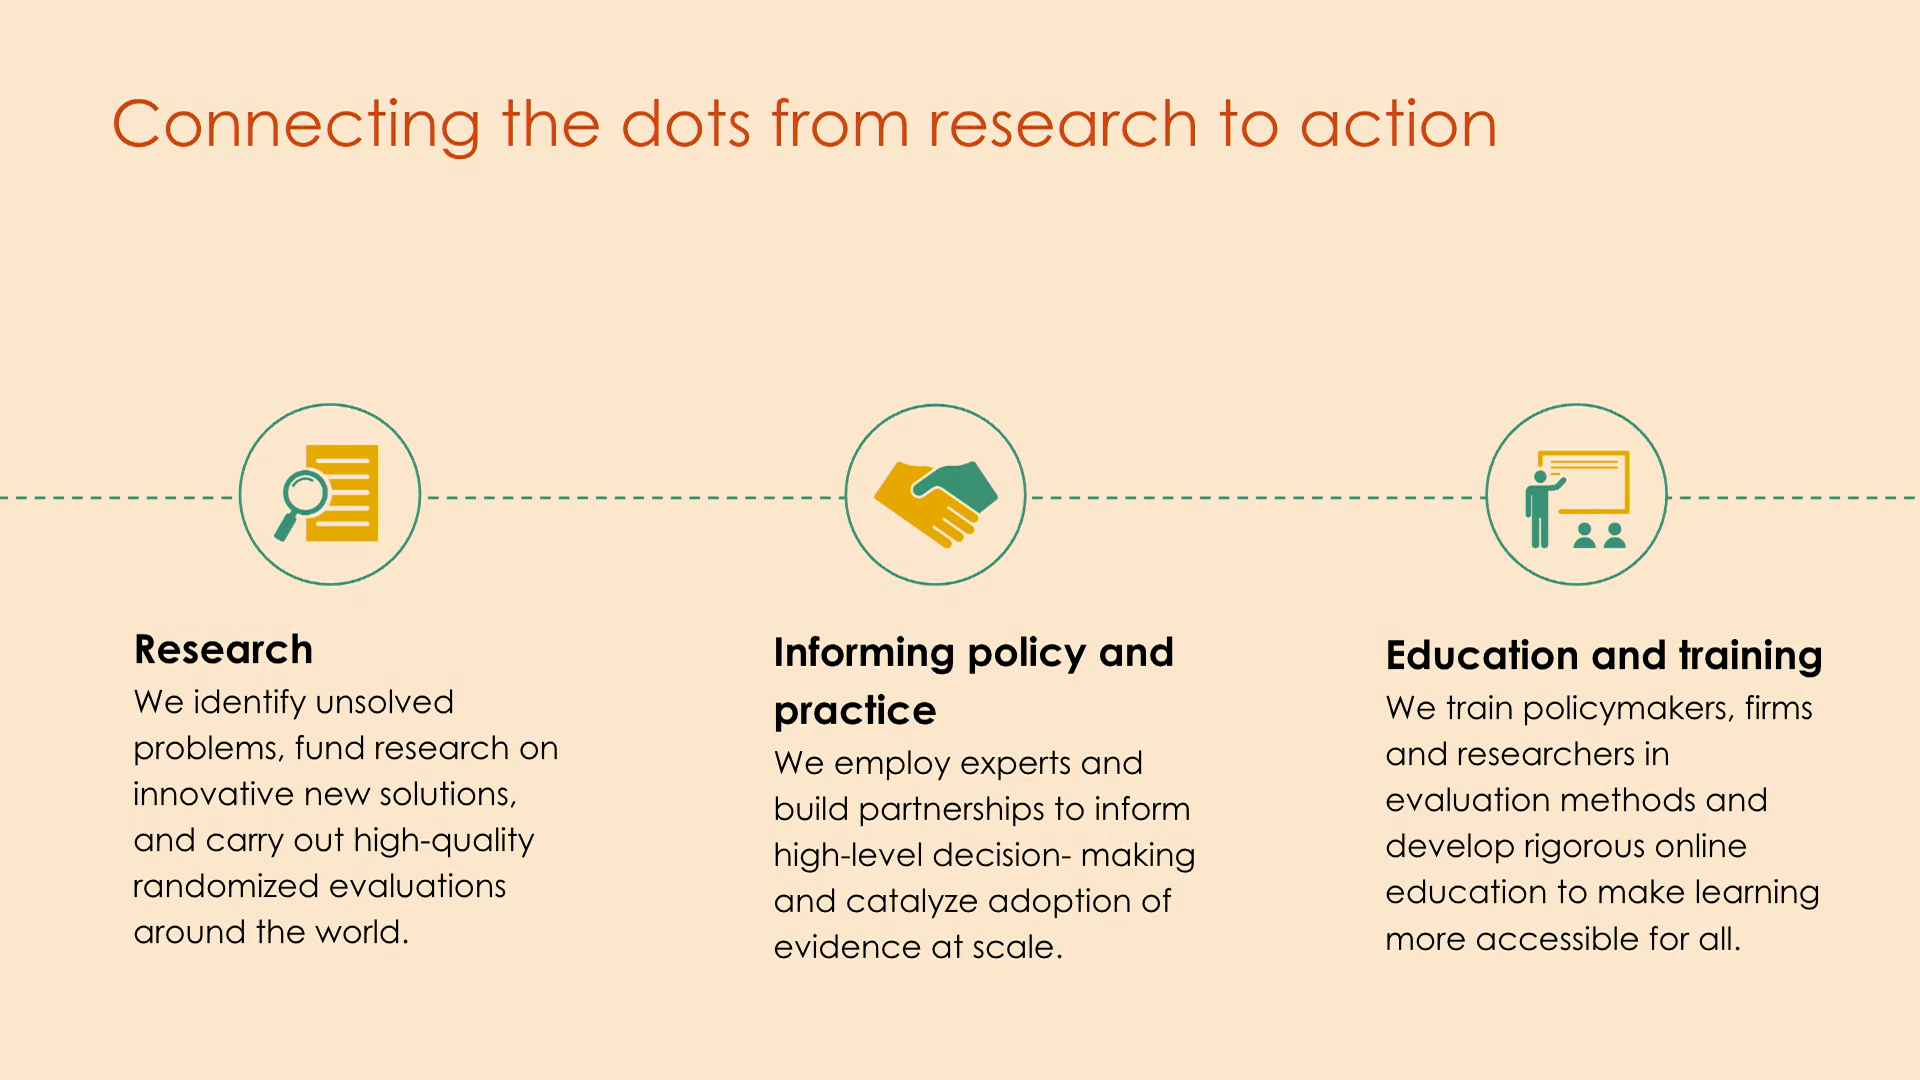 Connecting the dots from research to action
Research
We identify unsolved
problems, fund research on
innovative new solutions,
and carry out high-quality
randomized evaluations
around the world.
Informing policy and
practice
We employ experts and
build partnerships to inform
high-level decision- making
and catalyze adoption of
evidence at scale.
Education and training
We train policymakers, firms
and researchers in
evaluation methods and
develop rigorous online
education to make learning
more accessible for all.